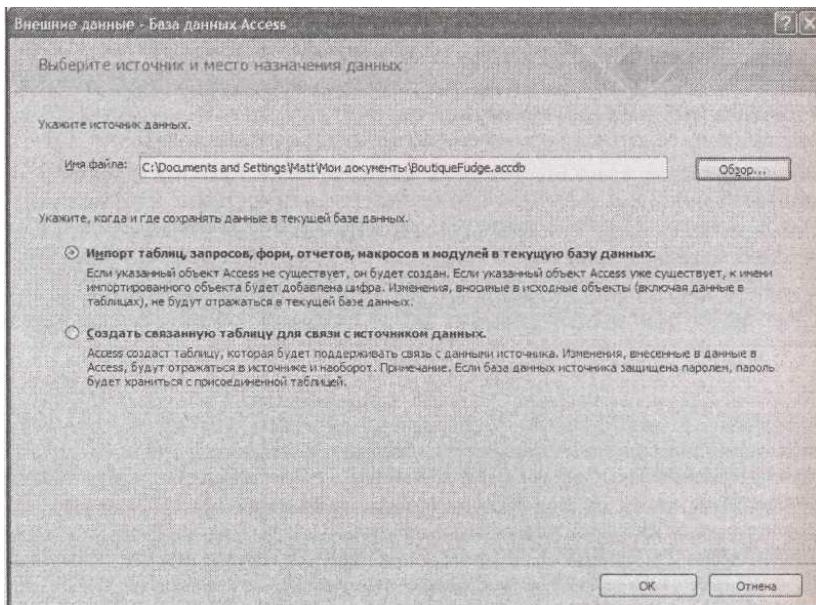 Внешние данные - База данных Access
Выберите источник и место назначения данных
Укажите источник данных.
Имя файла: C:\Documents and Settings\Matt\Мои документы\BoutiqueFudge.accdb Обзор...
Укажите, когда и где сохранять данные в текущей базе данных.
Импорт таблиц, запросов, форм, отчетов, макросов и модулей в текущую базу данных.
Если указанный объект Access не существует, он будет создан. Если указанный объект Access уже существует, к имени
импортированного объекта будет добавлена цифра. Изменения, вносимые в исходные объекты (включая данные в
таблицах), не будут отражаться в текущей базе данных.
Создать связанную таблицу для связи с источником данных.
Access создаст таблицу, которая будет поддерживать связь с данными источника. Изменения, внесенные в данные в
Access, будут отражаться в источнике и наоборот. Примечание. Если база данных источника защищена паролем, пароль
будет храниться с присоединенной таблицей.
OK Отмена